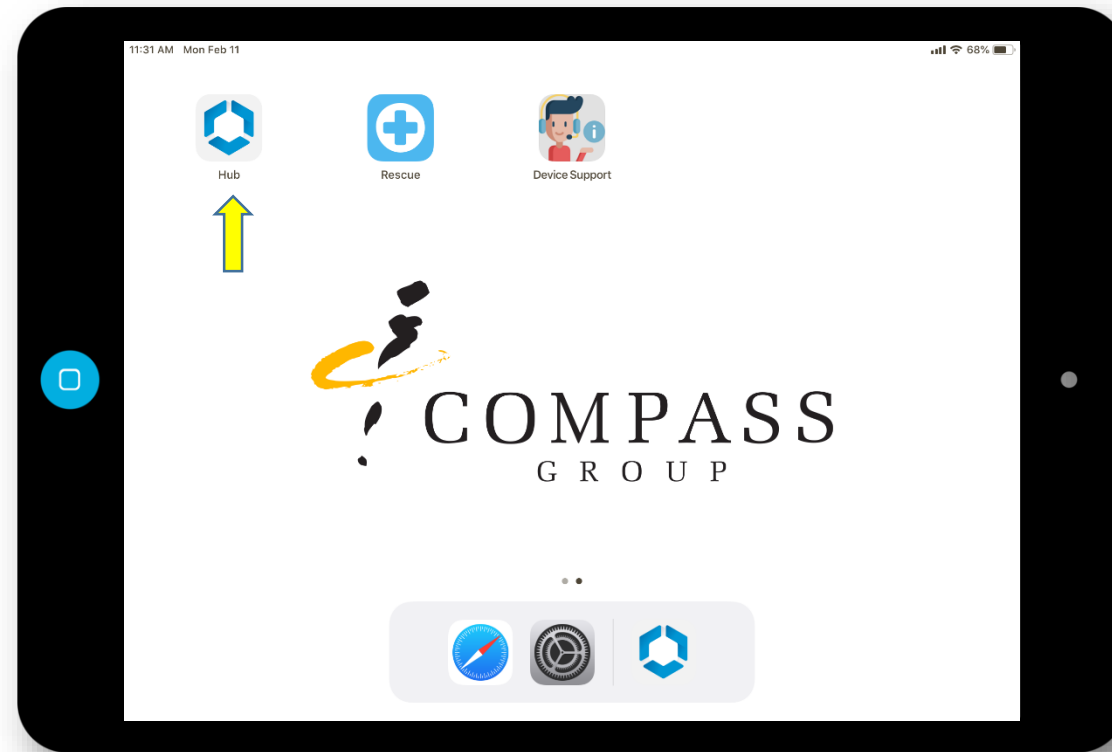 11:31 AM Mon Feb 11
68%
Hub
Rescue
Device Support
i
COMPASS
GROUP